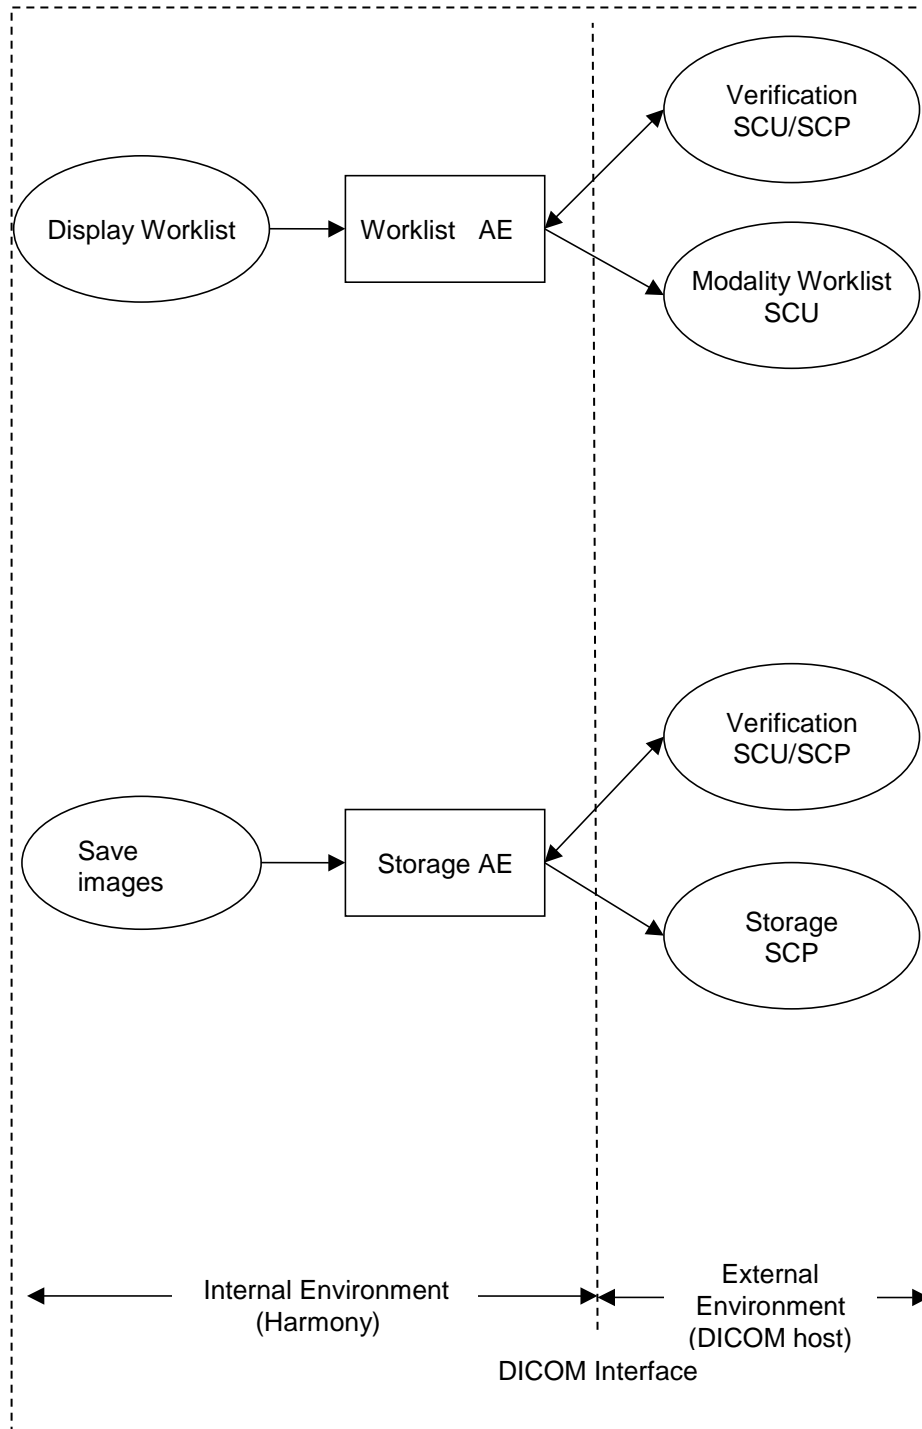 Verification
SCU/SCP
Display Worklist
Worklist AE
Modality Worklist
SCU
Verification
SCU/SCP
Save
images
Storage AE
Storage
SCP
Internal Environment
(Harmony)
External
Environment
(DICOM host)
DICOM Interface